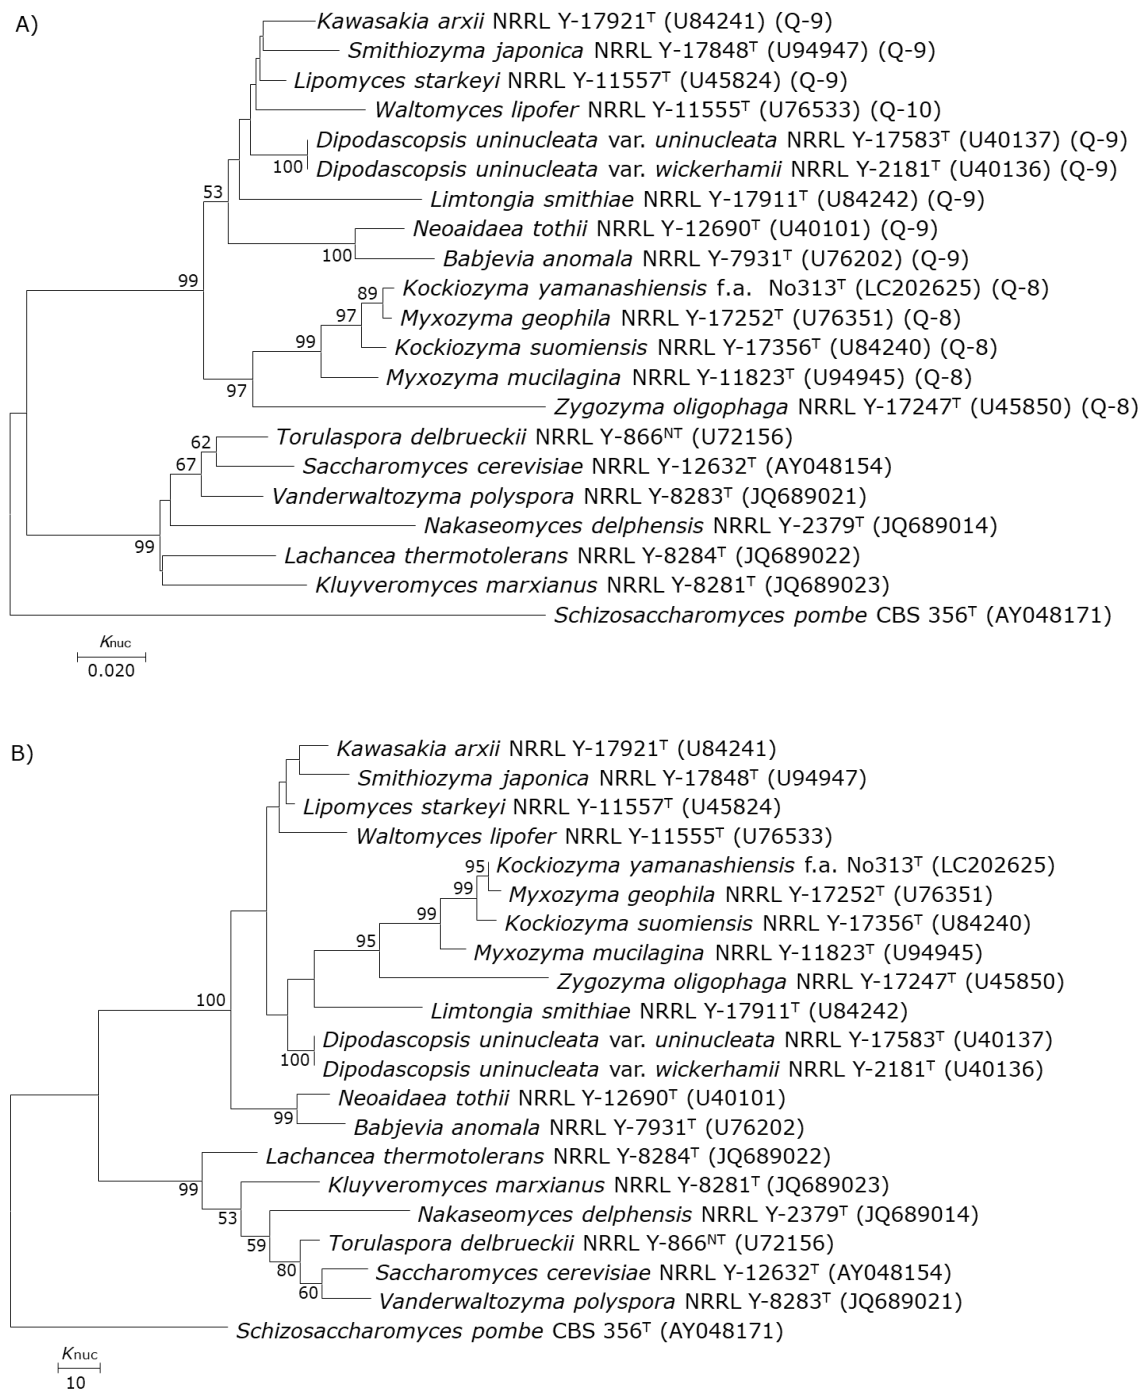 A)
Kawasakia arxii NRRL Y-17921ᵀ (U84241) (Q-9)
Smithiozyma japonica NRRL Y-17848ᵀ (U94947) (Q-9)
Lipomyces starkeyi NRRL Y-11557ᵀ (U45824) (Q-9)
Waltomyces lipofer NRRL Y-11555ᵀ (U76533) (Q-10)
Dipodascopsis uninucleata var. uninucleata NRRL Y-17583ᵀ (U40137) (Q-9)
100
Dipodascopsis uninucleata var. wickerhamii NRRL Y-2181ᵀ (U40136) (Q-9)
53
Limtongia smithiae NRRL Y-17911ᵀ (U84242) (Q-9)
Neoaidaea tothii NRRL Y-12690ᵀ (U40101) (Q-9)
100
Babjevia anomala NRRL Y-7931ᵀ (U76202) (Q-9)
99
89
Kockiozyma yamanashiensis f.a. No313ᵀ (LC202625) (Q-8)
97
Myxozyma geophila NRRL Y-17252ᵀ (U76351) (Q-8)
99
Kockiozyma suomiensis NRRL Y-17356ᵀ (U84240) (Q-8)
Myxozyma mucilagina NRRL Y-11823ᵀ (U94945) (Q-8)
97
Zygozyma oligophaga NRRL Y-17247ᵀ (U45850) (Q-8)
62
Torulaspora delbrueckii NRRL Y-866ᴺᵀ (U72156)
67
Saccharomyces cerevisiae NRRL Y-12632ᵀ (AY048154)
Vanderwaltozyma polyspora NRRL Y-8283ᵀ (JQ689021)
Nakaseomyces delphensis NRRL Y-2379ᵀ (JQ689014)
99
Lachancea thermotolerans NRRL Y-8284ᵀ (JQ689022)
Kluyveromyces marxianus NRRL Y-8281ᵀ (JQ689023)
Schizosaccharomyces pombe CBS 356ᵀ (AY048171)
Knuc
0.020
B)
Kawasakia arxii NRRL Y-17921ᵀ (U84241)
Smithiozyma japonica NRRL Y-17848ᵀ (U94947)
Lipomyces starkeyi NRRL Y-11557ᵀ (U45824)
Waltomyces lipofer NRRL Y-11555ᵀ (U76533)
95
Kockiozyma yamanashiensis f.a. No313ᵀ (LC202625)
99
Myxozyma geophila NRRL Y-17252ᵀ (U76351)
99
Kockiozyma suomiensis NRRL Y-17356ᵀ (U84240)
95
Myxozyma mucilagina NRRL Y-11823ᵀ (U94945)
Zygozyma oligophaga NRRL Y-17247ᵀ (U45850)
100
Limtongia smithiae NRRL Y-17911ᵀ (U84242)
Dipodascopsis uninucleata var. uninucleata NRRL Y-17583ᵀ (U40137)
100
Dipodascopsis uninucleata var. wickerhamii NRRL Y-2181ᵀ (U40136)
Neoaidaea tothii NRRL Y-12690ᵀ (U40101)
99
Babjevia anomala NRRL Y-7931ᵀ (U76202)
Lachancea thermotolerans NRRL Y-8284ᵀ (JQ689022)
99
Kluyveromyces marxianus NRRL Y-8281ᵀ (JQ689023)
53
Nakaseomyces delphensis NRRL Y-2379ᵀ (JQ689014)
59
Torulaspora delbrueckii NRRL Y-866ᴺᵀ (U72156)
80
Saccharomyces cerevisiae NRRL Y-12632ᵀ (AY048154)
60
Vanderwaltozyma polyspora NRRL Y-8283ᵀ (JQ689021)
Schizosaccharomyces pombe CBS 356ᵀ (AY048171)
Knuc
10